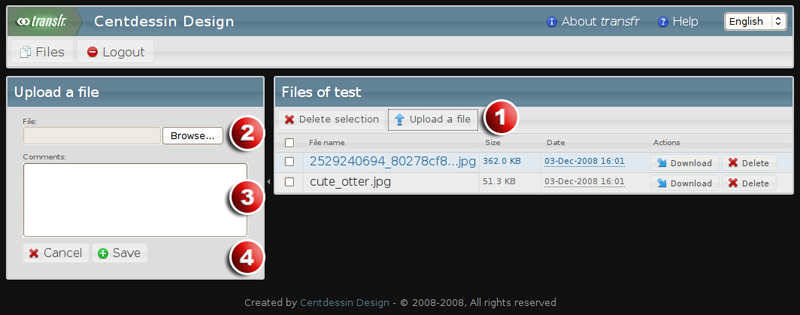 transfr. Centdessin Design About transfr Help English
Files Logout
Upload a file
File:
Browse...
2
Comments:
3
Cancel Save
4
Files of test
Delete selection Upload a file
1
File name Size Date Actions
2529240694_80278cf8...jpg 362.0 KB 03-Dec-2008 16:01 Download Delete
cute_otter.jpg 51.3 KB 03-Dec-2008 16:01 Download Delete
Created by Centdessin Design - © 2008-2008, All rights reserved